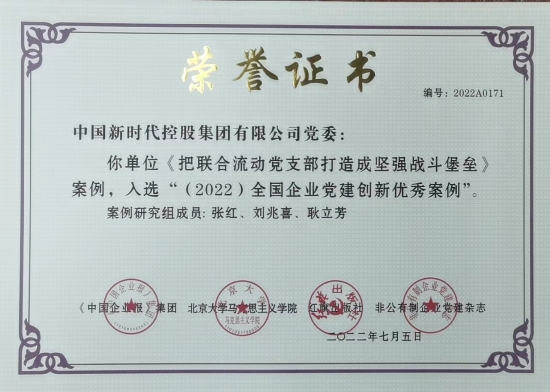 荣誉证书
编号：2022A0171
中国新时代控股集团有限公司党委：
你单位《把联合流动党支部打造成坚强战斗堡垒》
案例，入选“（2022）全国企业党建创新优秀案例”。
案例研究组成员：张红、刘兆喜、耿立芳
《中国企业报》集团 北京大学马克思主义学院 红旗出版社 非公有制企业党建杂志
二〇二二年七月五日